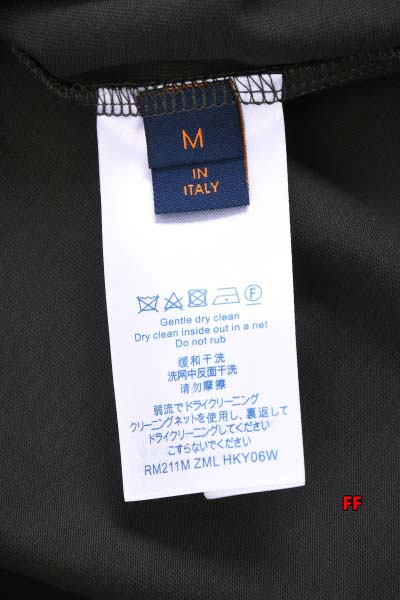 M
IN
ITALY
Gentle dry clean
Dry clean inside out in a net
Do not rub
缓和干洗
洗网中反面干洗
请勿摩擦
弱流でドライクリーニング
クリーニングネットを使用し、裏返して
ドライクリーニングしてください
こすらないでください
RM211M ZML HKY06W
FF